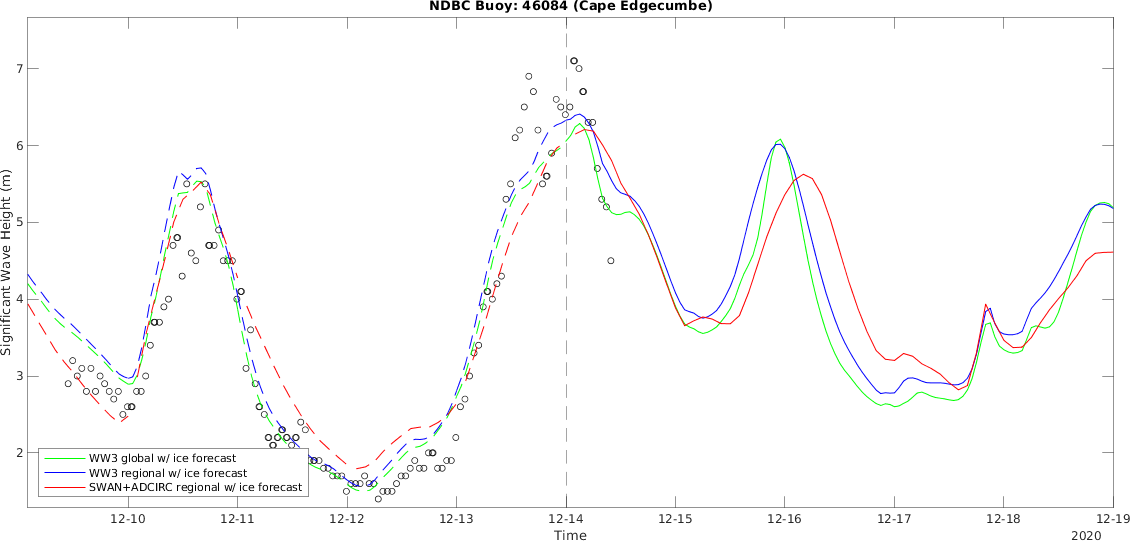 NDBC Buoy: 46084 (Cape Edgecumbe)
Significant Wave Height (m)
7
6
5
4
3
2
WW3 global w/ ice forecast
WW3 regional w/ ice forecast
SWAN+ADCIRC regional w/ ice forecast
12-10 12-11 12-12 12-13 12-14 12-15 12-16 12-17 12-18 12-19
Time
2020